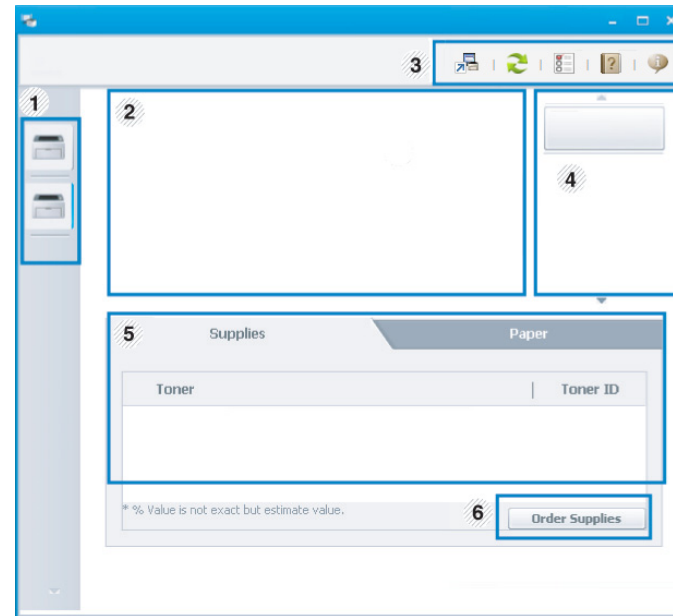 3
1
2
4
5 Supplies Paper
Toner | Toner ID
* % Value is not exact but estimate value.
6 Order Supplies